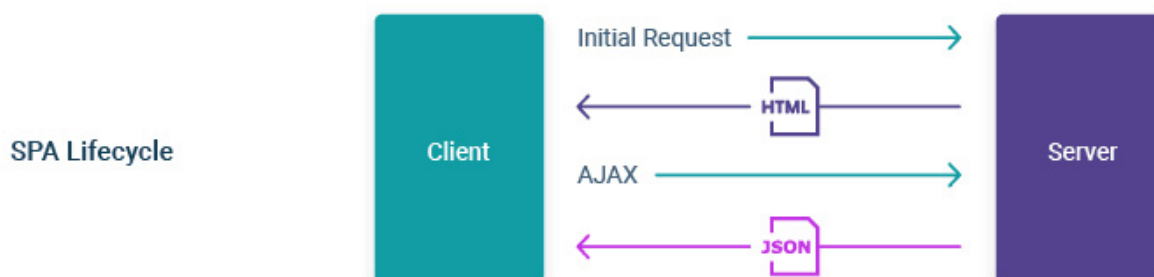 SPA Lifecycle
Client
Initial Request
HTML
AJAX
JSON
Server